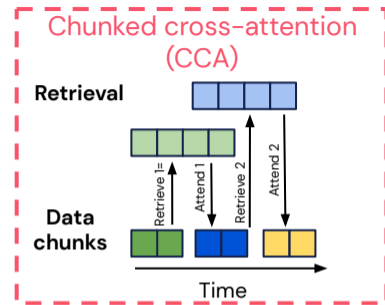 Chunked cross-attention
(CCA)
Retrieval
Retrieve 1=
Attend 1
Retrieve 2
Attend 2
Data
chunks
Time